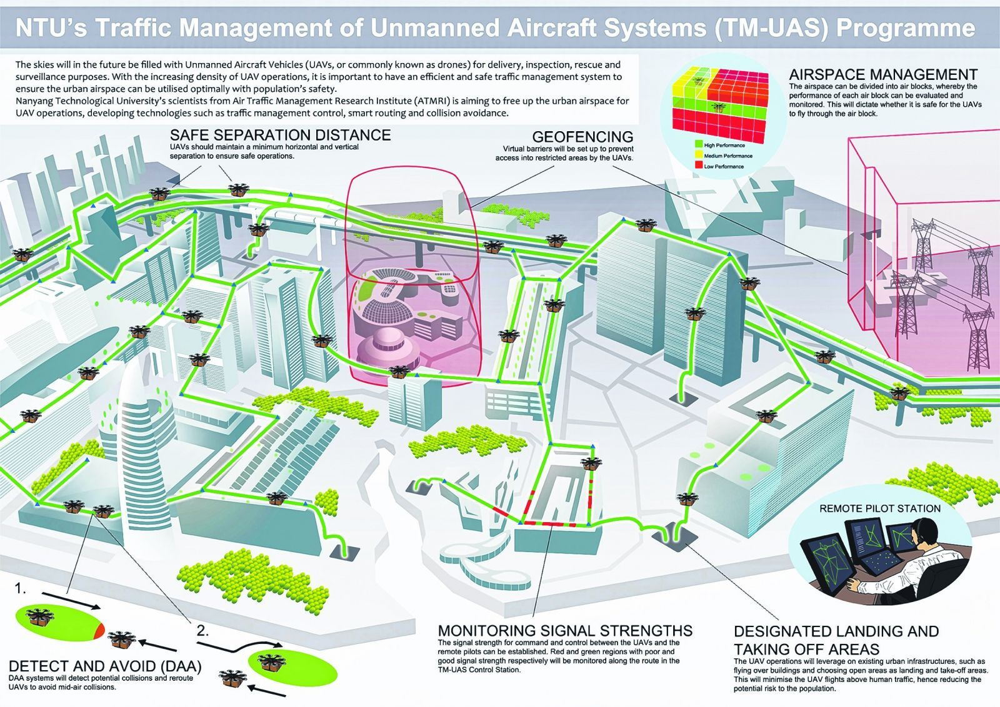 NTU's Traffic Management of Unmanned Aircraft Systems (TM-UAS) Programme
The skies will in the future be filled with Unmanned Aircraft Vehicles (UAVs, or commonly known as drones) for delivery, inspection, rescue and
surveillance purposes. With the increasing density of UAV operations, it is important to have an efficient and safe traffic management system to
ensure the urban airspace can be utilised optimally with population's safety.
Nanyang Technological University's scientists from Air Traffic Management Research Institute (ATMRI) is aiming to free up the urban airspace for
UAV operations, developing technologies such as traffic management control, smart routing and collision avoidance.
AIRSPACE MANAGEMENT
The airspace can be divided into air blocks, whereby the
performance of each air block can be evaluated and
monitored. This will dictate whether it is safe for the UAVs
to fly through the air block.
High Performance
Medium Performance
Low Performance
SAFE SEPARATION DISTANCE
UAVs should maintain a minimum horizontal and vertical
separation to ensure safe operations.
GEOFENCING
Virtual barriers will be set up to prevent
access into restricted areas by the UAVs.
REMOTE PILOT STATION
1.
2.
DETECT AND AVOID (DAA)
DAA systems will detect potential collisions and reroute
UAVs to avoid mid-air collisions.
MONITORING SIGNAL STRENGTHS
The signal strength for command and control between the UAVs and the
remote pilots can be established. Red and green regions with poor and
good signal strength respectively will be monitored along the route in the
TM-UAS Control Station.
DESIGNATED LANDING AND
TAKING OFF AREAS
The UAV operations will leverage on existing urban infrastructures, such as
flying over buildings and choosing open areas as landing and take-off areas.
This will minimise the UAV flights above human traffic, hence reducing the
potential risk to the population.